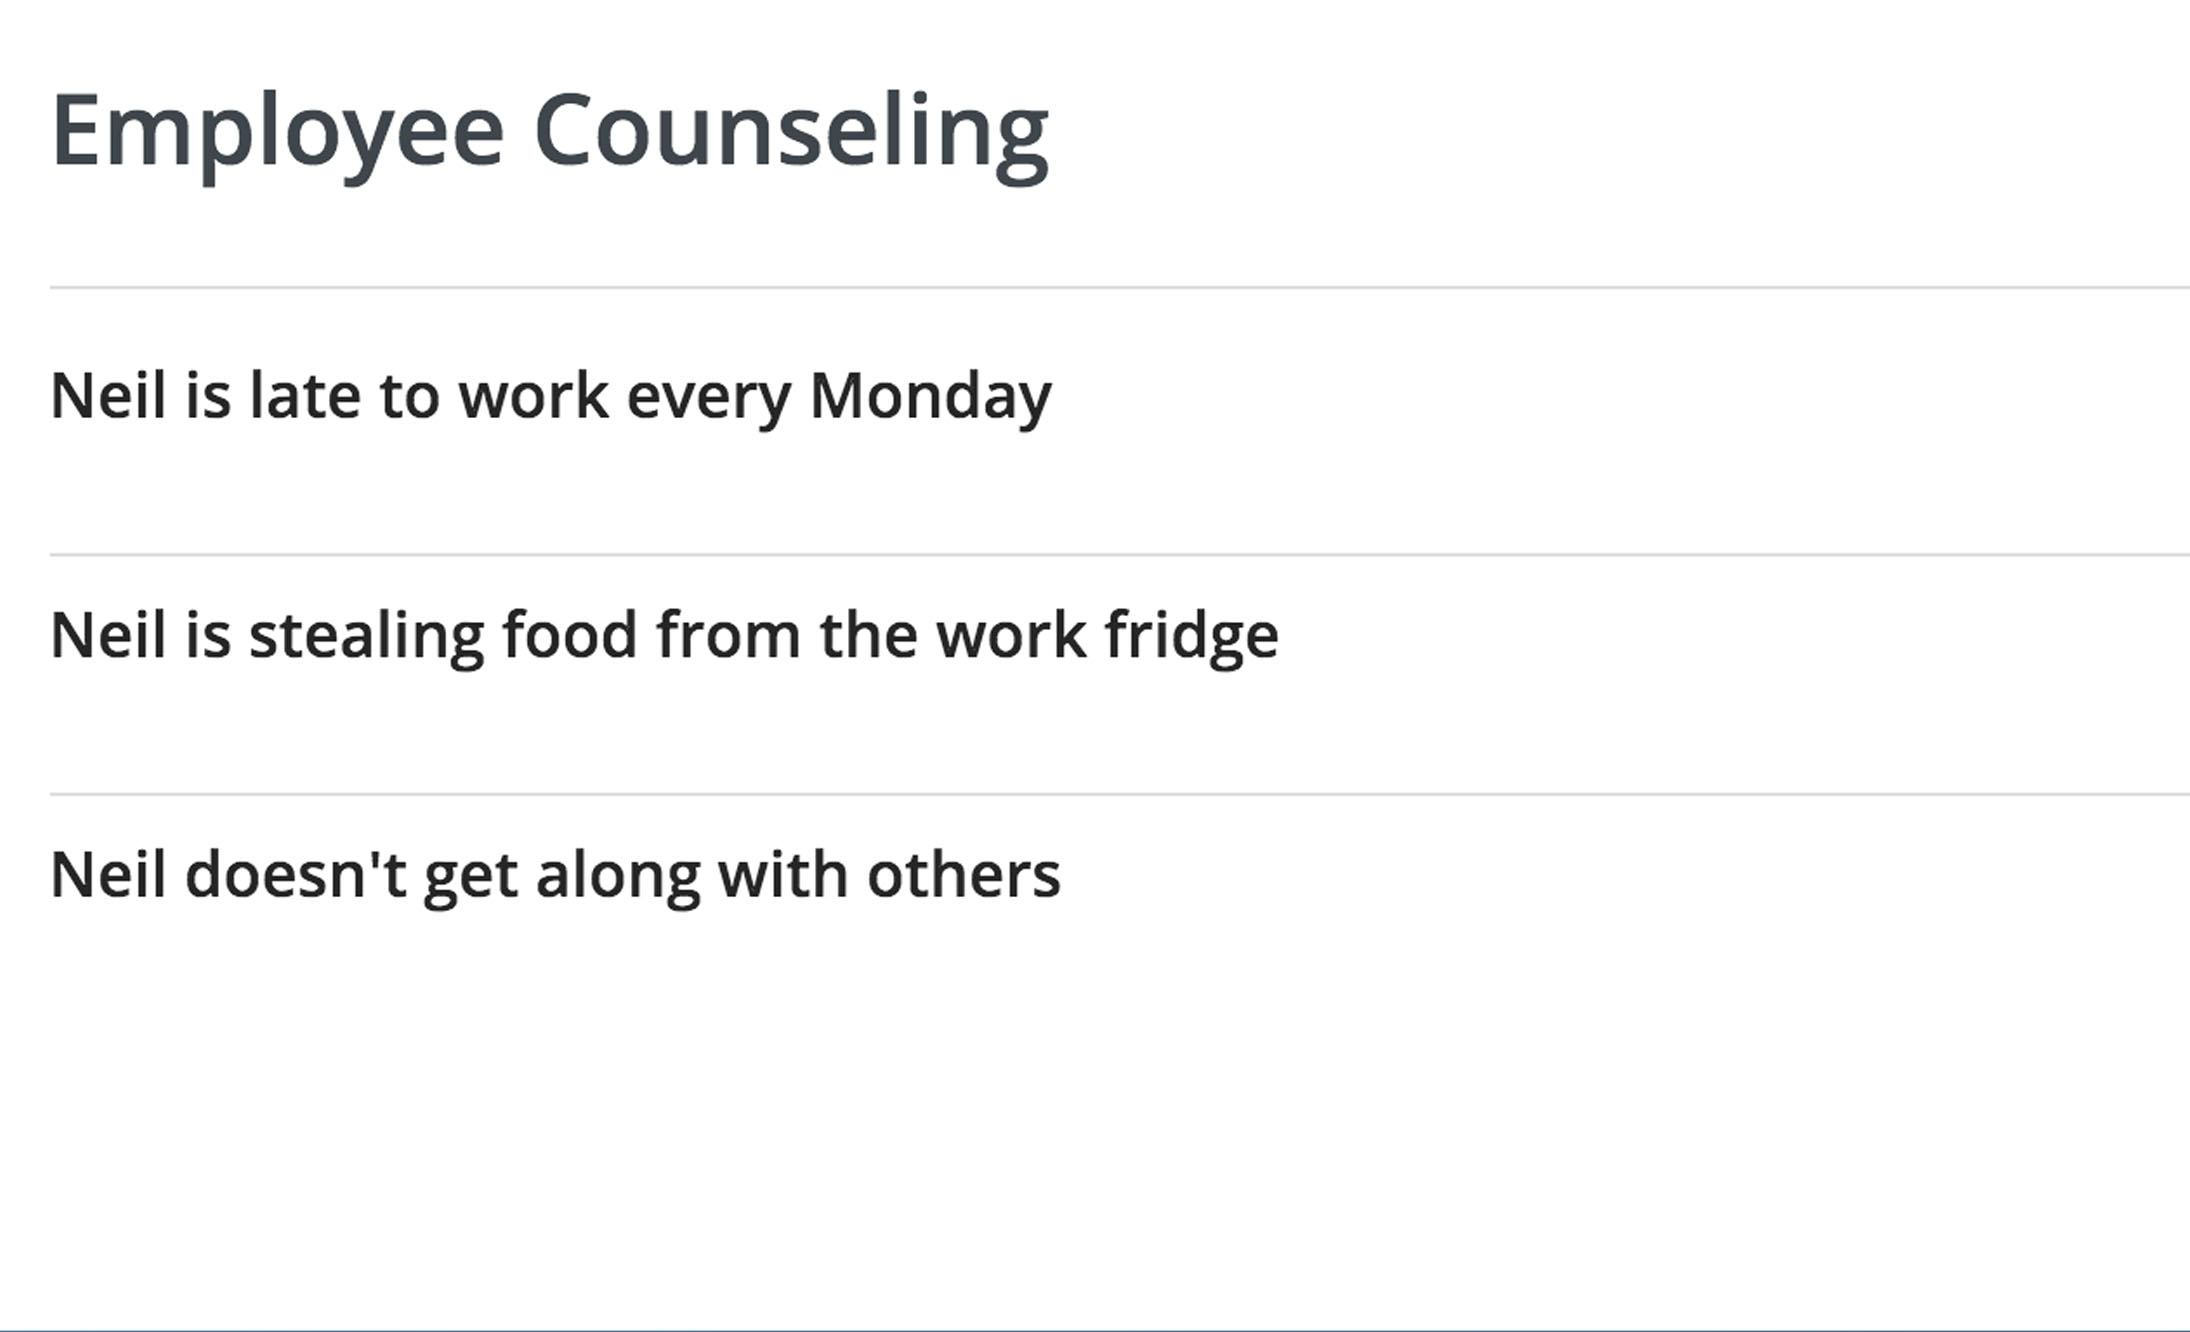 Employee Counseling
Neil is late to work every Monday
Neil is stealing food from the work fridge
Neil doesn't get along with others